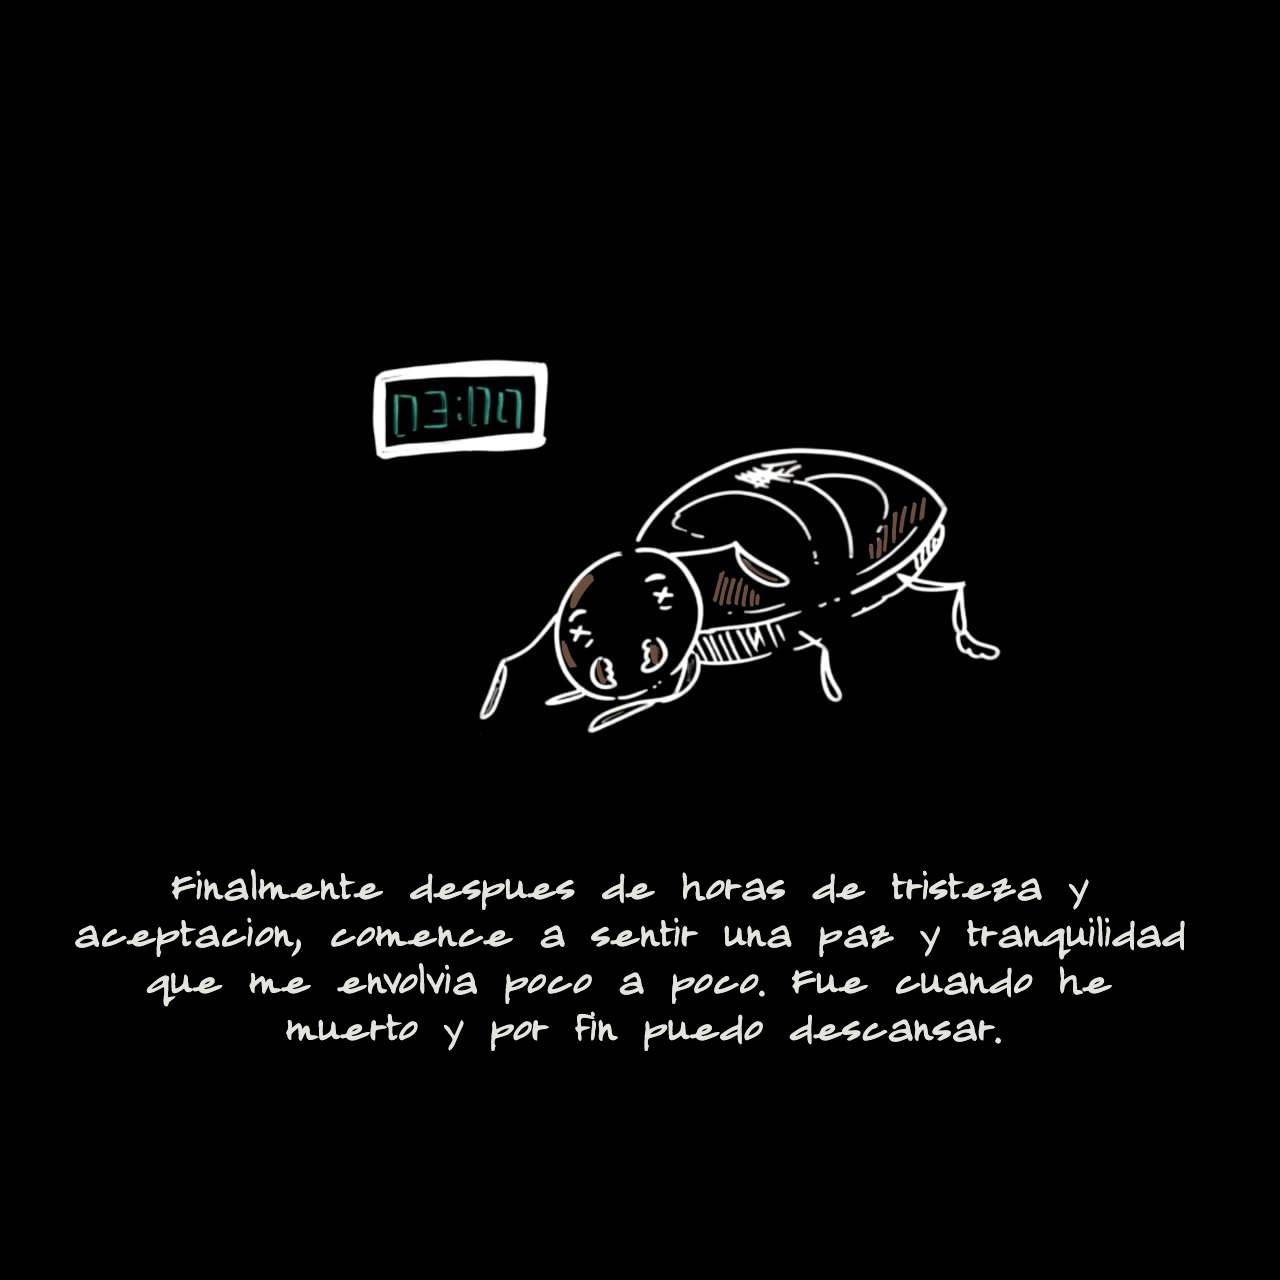 03:00
Finalmente despues de horas de tristeza y
aceptacion, comence a sentir una paz y tranquilidad
que me envolvia poco a poco. Fue cuando he
muerto y por fin puedo descansar.